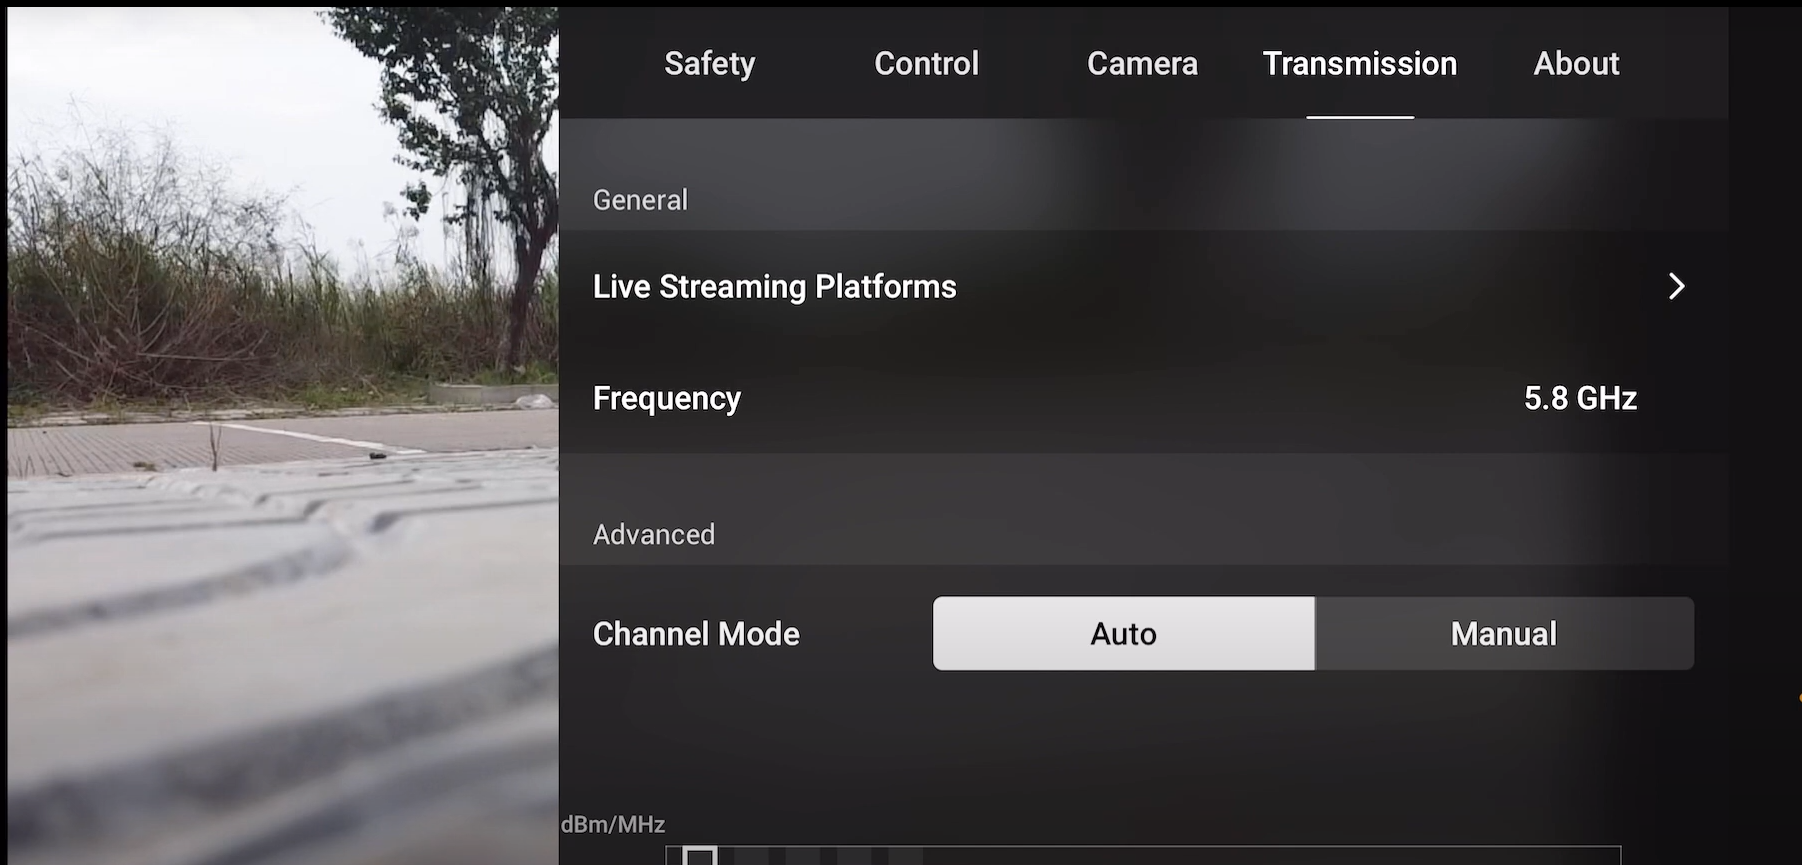 Safety Control Camera Transmission About
General
Live Streaming Platforms
Frequency 5.8 GHz
Advanced
Channel Mode Auto Manual
dBm/MHz